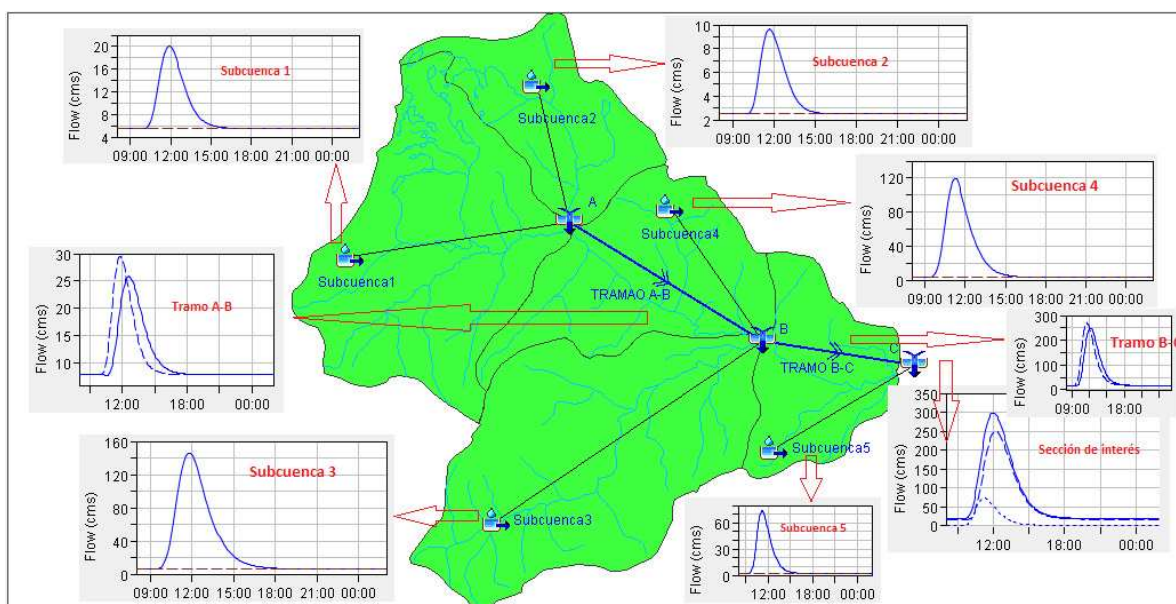 20
16
12
8
4
Flow (cms)
Subcuenca 1
09:00 12:00 15:00 18:00 21:00 00:00
10
8
6
4
2
Flow (cms)
Subcuenca 2
09:00 12:00 15:00 18:00 21:00 00:00
Subcuenca2
A
120
80
40
0
Flow (cms)
Subcuenca 4
09:00 12:00 15:00 18:00 21:00 00:00
Subcuenca4
Subcuenca1
30
25
20
15
10
Flow (cms)
Tramo A-B
12:00 18:00 00:00
TRAMAO A-B
B
TRAMO B-C
C
300
250
200
150
100
50
0
Flow (cms)
Tramo B-C
09:00 18:00
350
300
250
200
150
100
50
0
Flow (cms)
Sección de interés
12:00 18:00 00:00
160
120
80
40
0
Flow (cms)
Subcuenca 3
09:00 12:00 15:00 18:00 21:00 00:00
Subcuenca3
Subcuenca5
60
30
0
Flow (cms)
Subcuenca 5
12:00 18:00 00:00